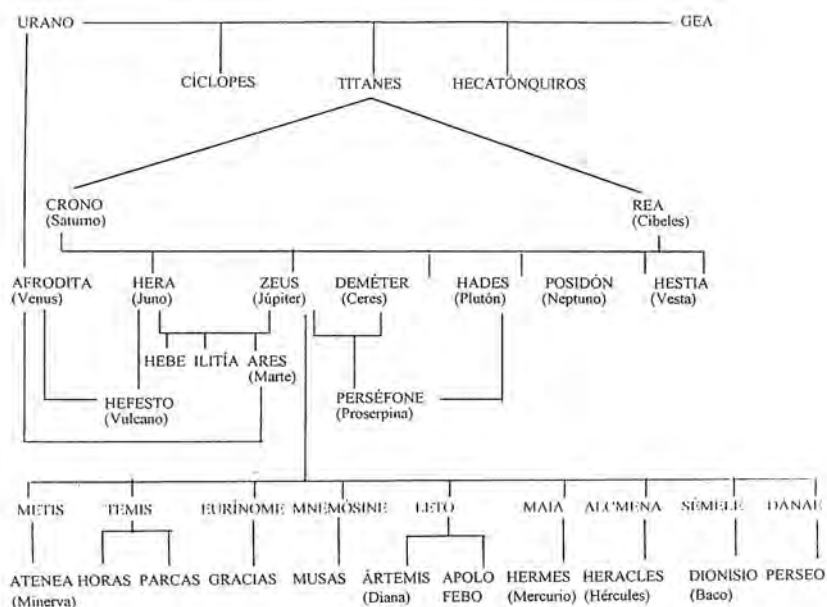 URANO GEA
CÍCLOPES TITANES HECATÓNQUIROS
CRONO REA
(Saturno) (Cibeles)
AFRODITA HERA ZEUS DEMÉTER HADES POSIDÓN HESTIA
(Venus) (Juno) (Júpiter) (Ceres) (Plutón) (Neptuno) (Vesta)
HEBE ILITÍA ARES
(Marte)
HEFESTO PERSÉFONE
(Vulcano) (Proserpina)
METIS TEMIS EURÍNOME MNEMÓSINE LETO MAIA ALCMENA SÉMELE DÁNAE
ATENEA HORAS PARCAS GRACIAS MUSAS ÁRTEMIS APOLO HERMES HERACLES DIONISIO PERSEO
(Minerva) (Diana) FEBO (Mercurio) (Hércules) (Baco)